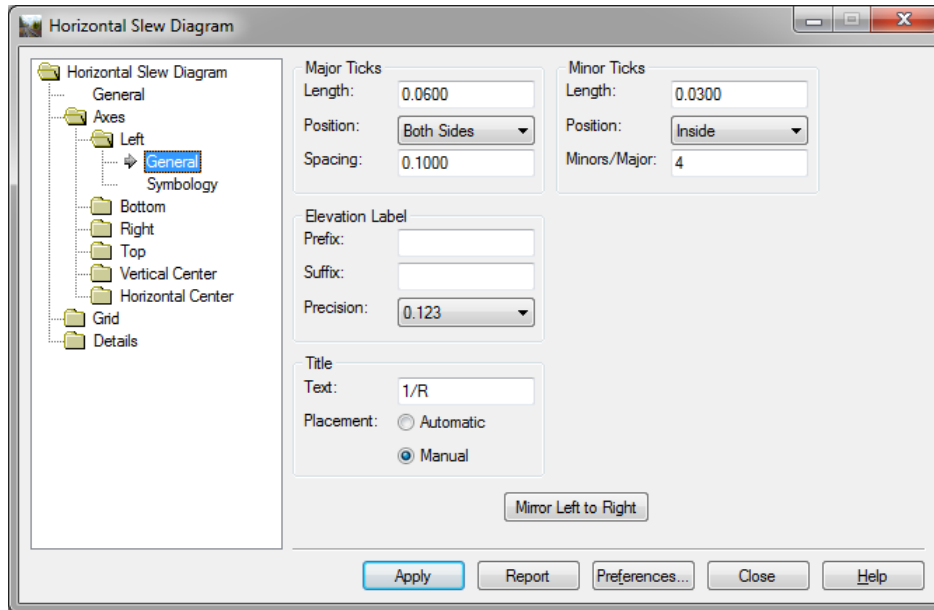 Horizontal Slew Diagram
Horizontal Slew Diagram
General
Axes
Left
General
Symbology
Bottom
Right
Top
Vertical Center
Horizontal Center
Grid
Details
Major Ticks
Length: 0.0600
Position: Both Sides
Spacing: 0.1000
Minor Ticks
Length: 0.0300
Position: Inside
Minors/Major: 4
Elevation Label
Prefix:
Suffix:
Precision: 0.123
Title
Text: 1/R
Placement: Automatic
Manual
Mirror Left to Right
Apply Report Preferences... Close Help